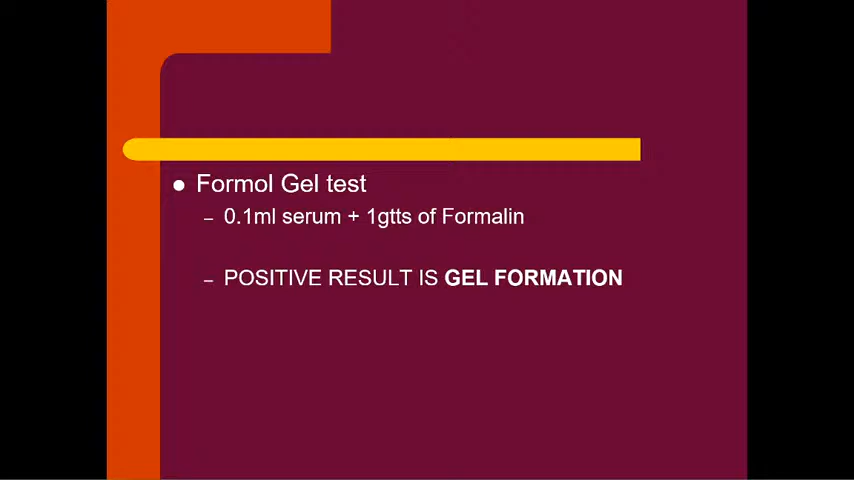 ● Formol Gel test
– 0.1ml serum + 1gtts of Formalin
– POSITIVE RESULT IS GEL FORMATION